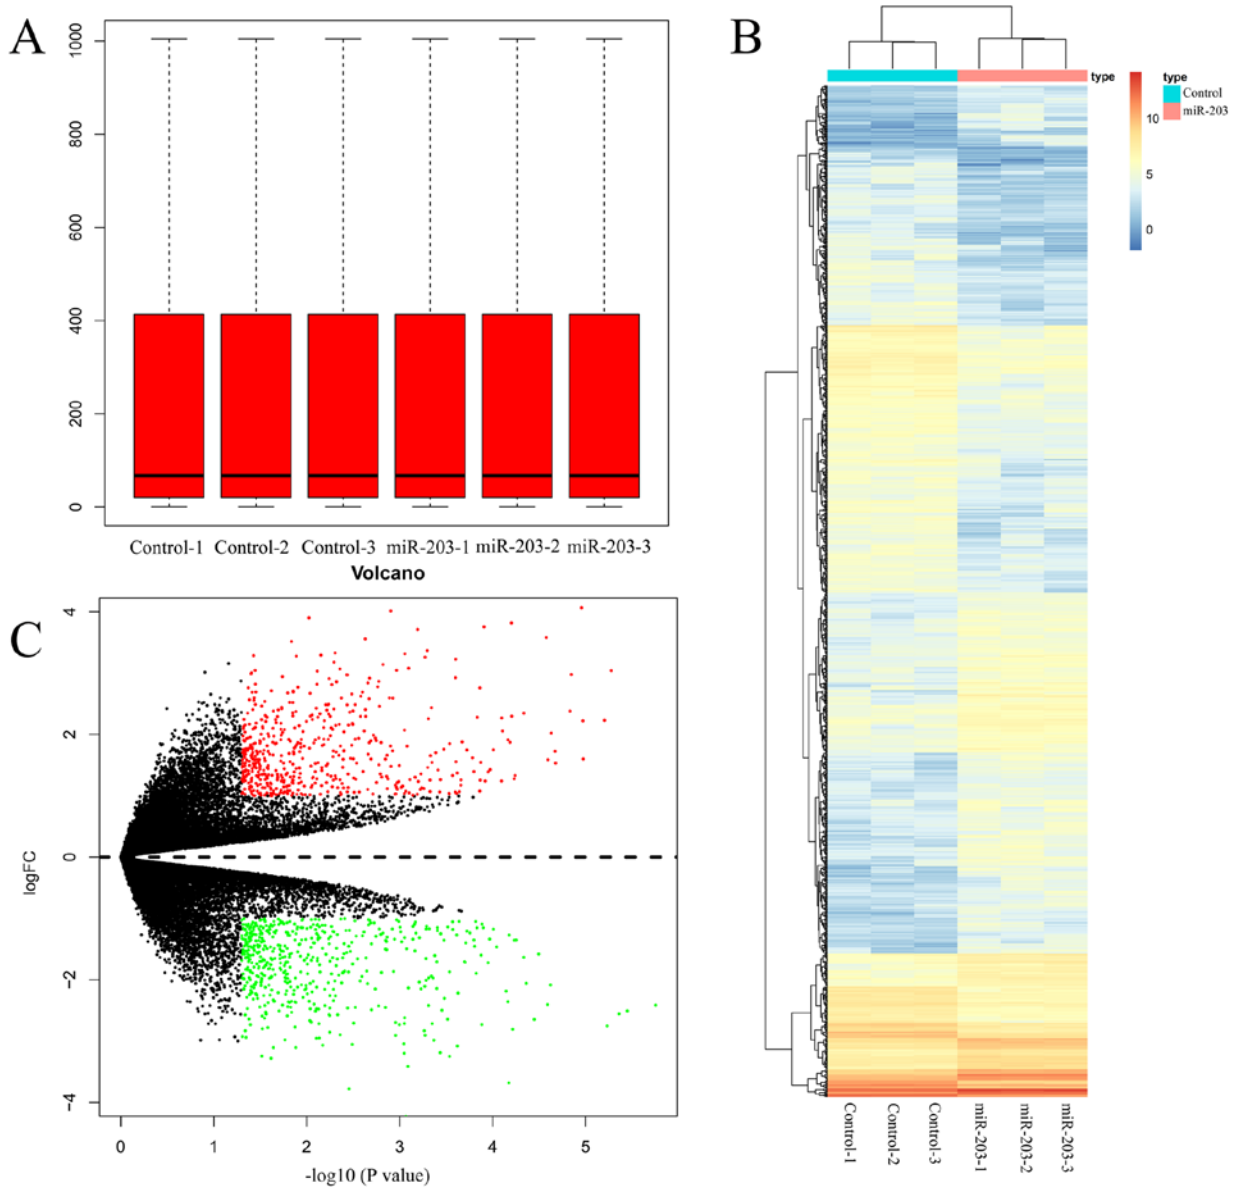 A
1000
800
600
400
200
0
Control-1 Control-2 Control-3 miR-203-1 miR-203-2 miR-203-3
B
type
type
Control
miR-203
10
5
0
Control-1
Control-2
Control-3
miR-203-1
miR-203-2
miR-203-3
C
Volcano
logFC
4
2
0
-2
-4
0 1 2 3 4 5
-log10 (P value)